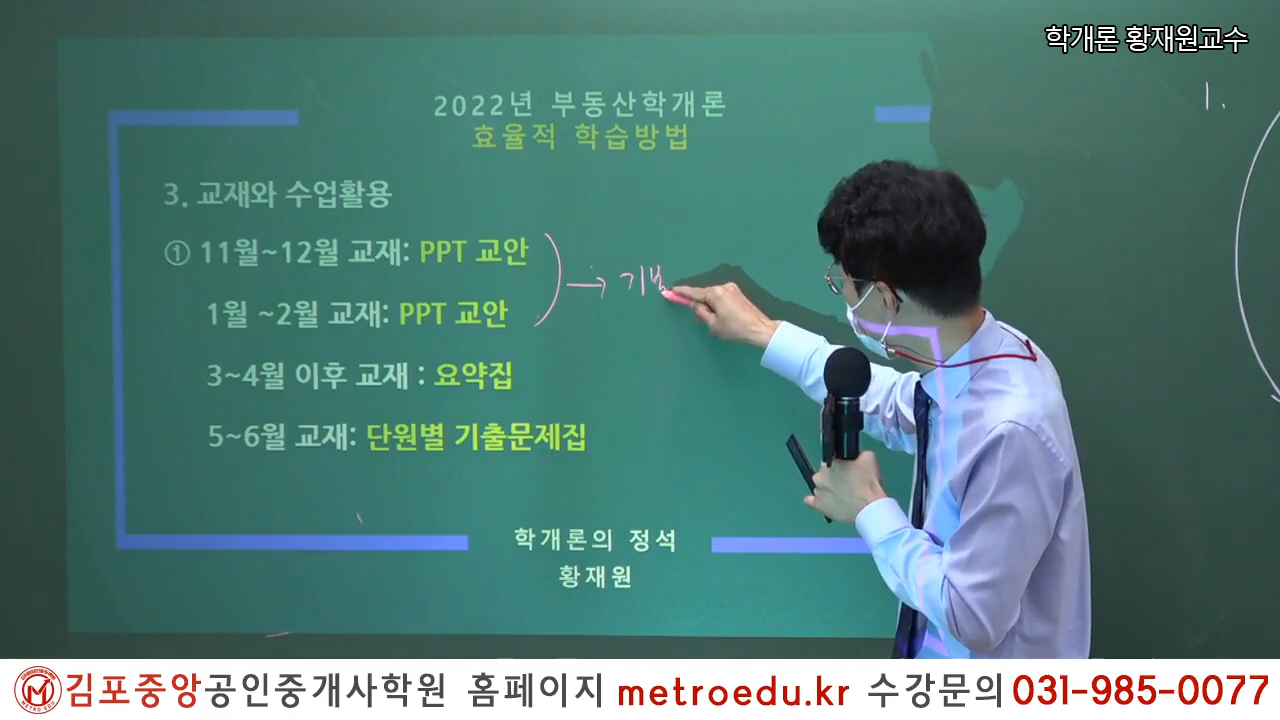 학개론 황재원교수
1.
2022년 부동산학개론
효율적 학습방법
3. 교재와 수업활용
① 11월~12월 교재: PPT 교안
1월 ~2월 교재: PPT 교안
→ 기본
3~4월 이후 교재 : 요약집
5~6월 교재: 단원별 기출문제집
학개론의 정석
황재원
METRO EDU
김포중앙공인중개사학원 홈페이지 metroedu.kr 수강문의 031-985-0077